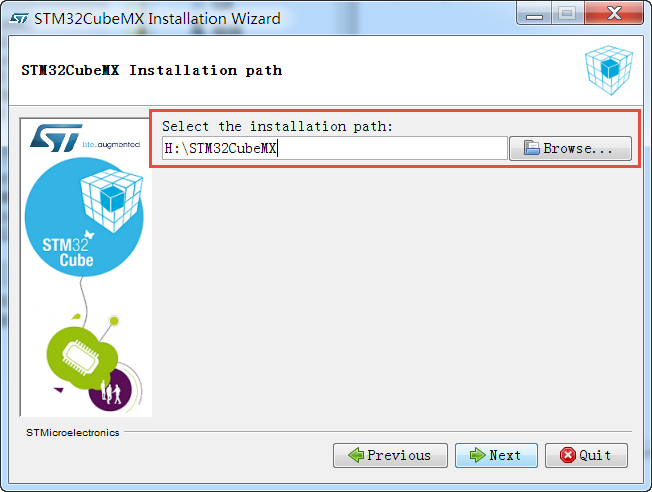 STM32CubeMX Installation Wizard
STM32CubeMX Installation path
Select the installation path:
H:\STM32CubeMX
Browse...
ST
life.augmented
STM32
Cube
STMicroelectronics
Previous
Next
Quit